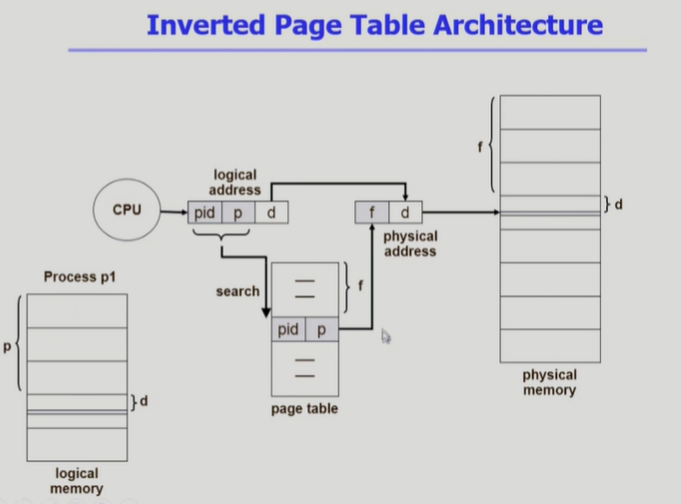 Inverted Page Table Architecture
logical
address
CPU
pid p d
f d
physical
address
f
d
search
f
pid p
page table
Process p1
p
d
logical
memory
physical
memory